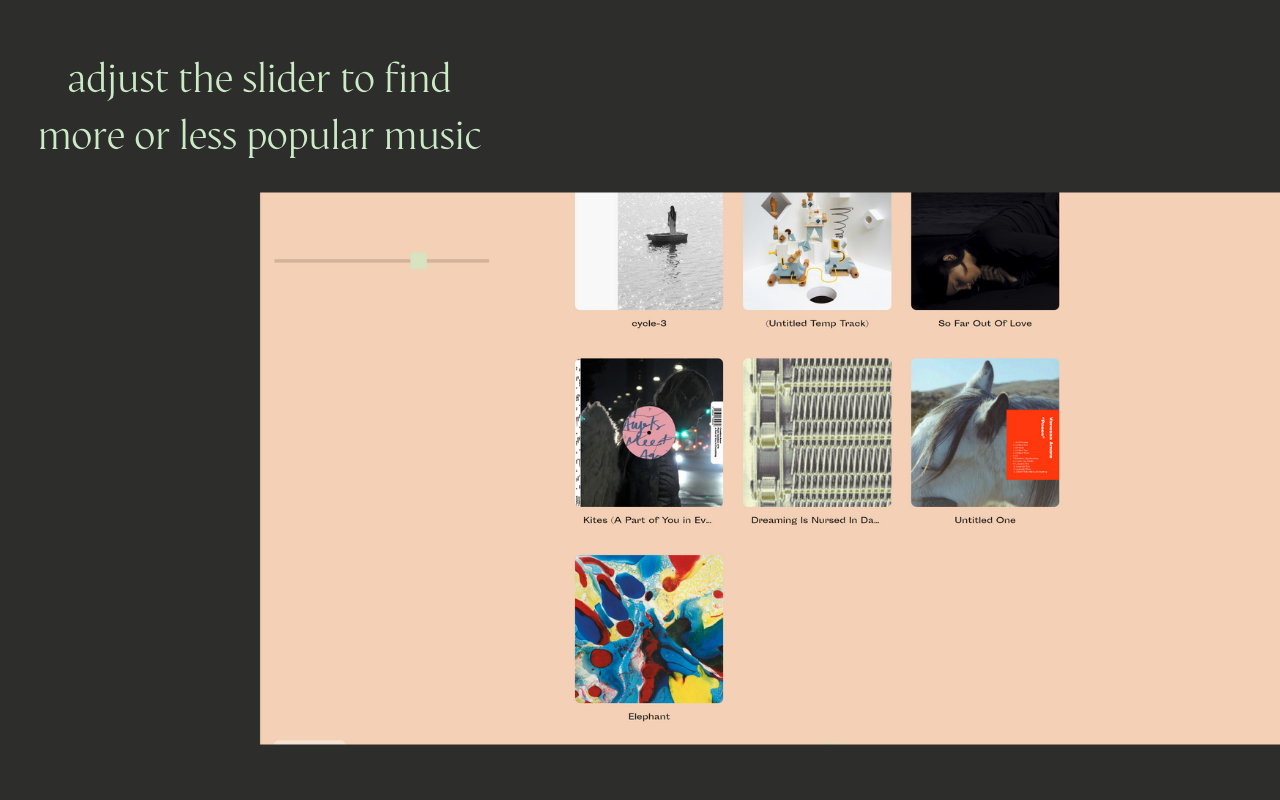 adjust the slider to find
more or less popular music
cycle-3
(Untitled Temp Track)
So Far Out Of Love
Kites (A Part of You in Ev...
Dreaming Is Nursed In Da...
Untitled One
Elephant